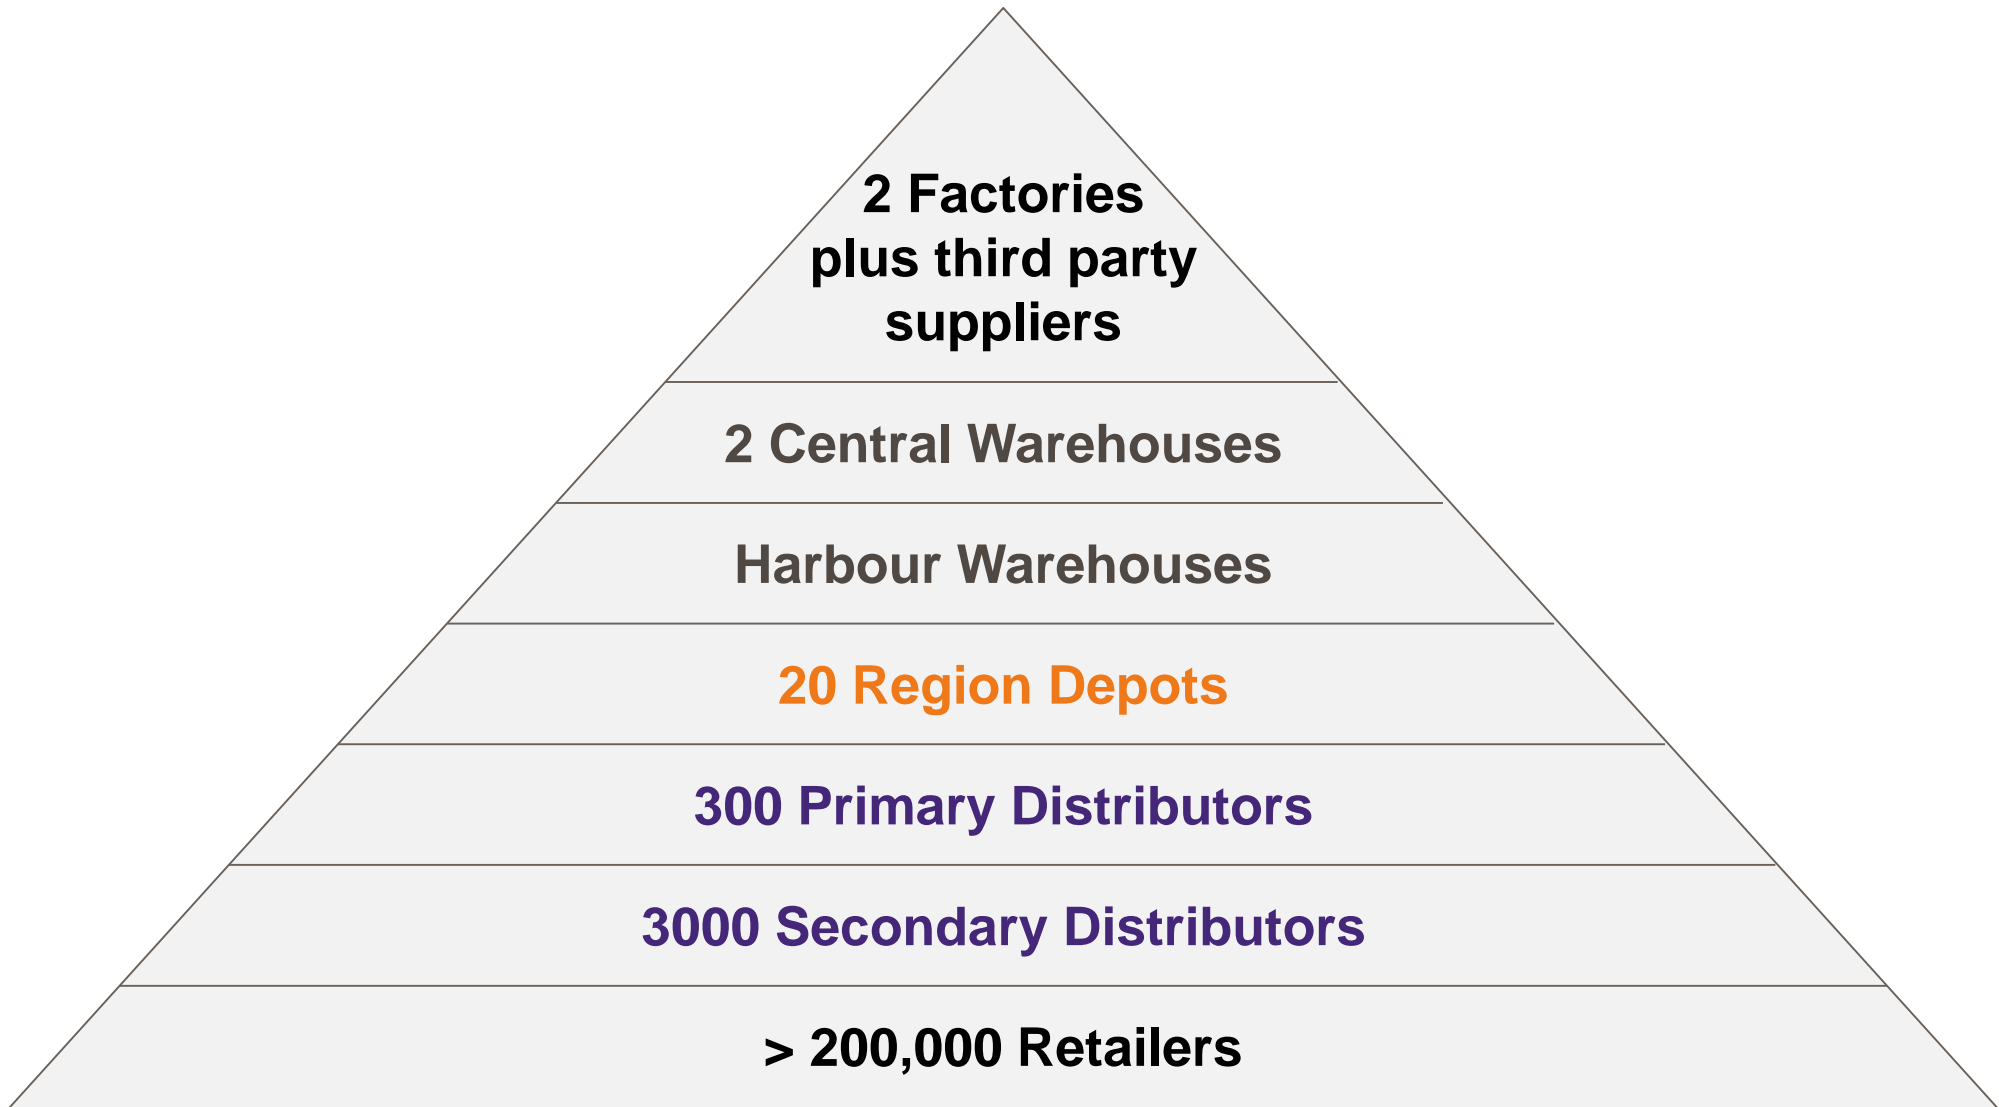 2 Factories
plus third party
suppliers
2 Central Warehouses
Harbour Warehouses
20 Region Depots
300 Primary Distributors
3000 Secondary Distributors
> 200,000 Retailers